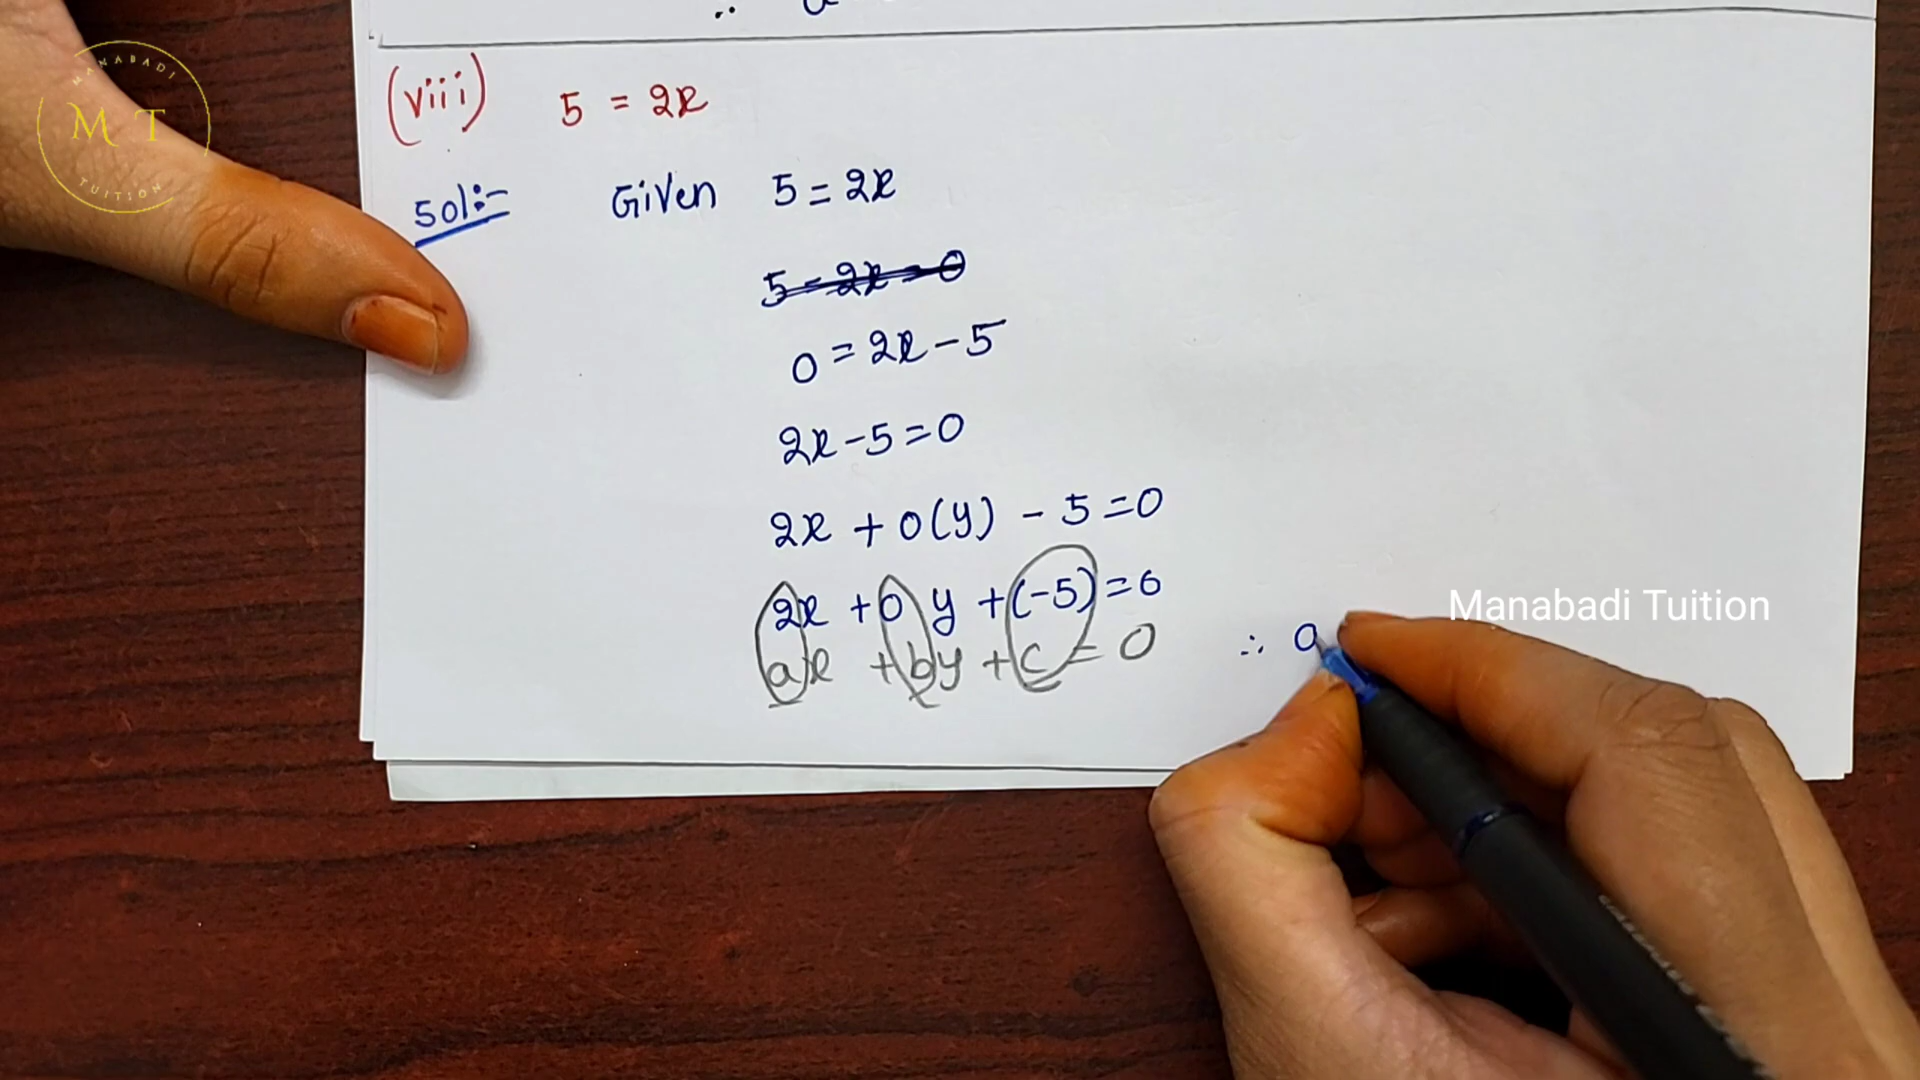 ∴ a
(viii) 5 = 2x
Sol:- Given 5 = 2x
5 - 2x = 0
0 = 2x - 5
2x - 5 = 0
2x + 0(y) - 5 = 0
2x + 0 y + (-5) = 0
ax + by + c = 0 ∴ a
Manabadi Tuition
MANABADI
M T
TUITION